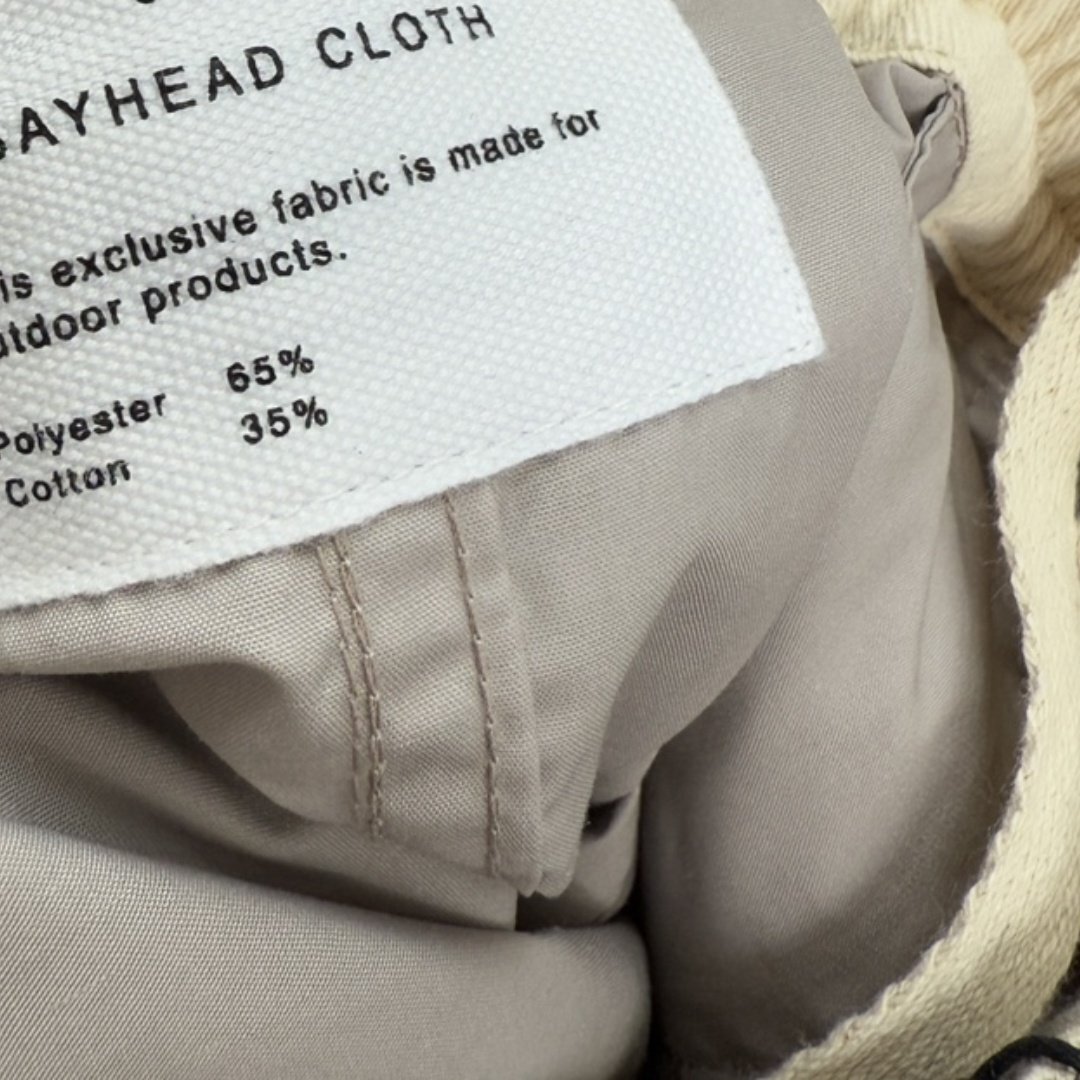 AYHEAD CLOTH
is exclusive fabric is made for
utdoor products.
Polyester 65%
Cotton 35%